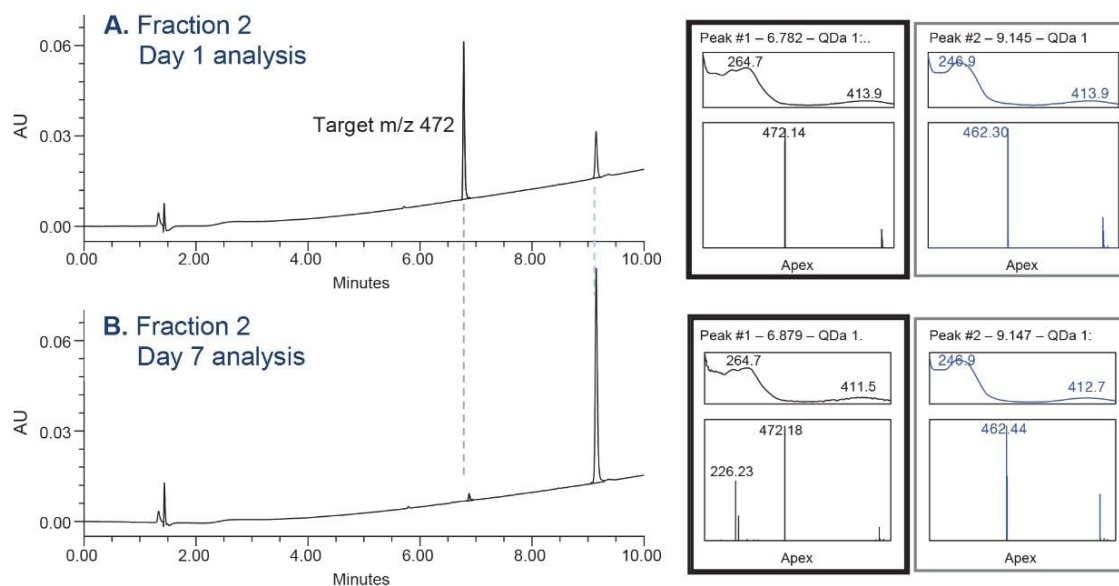 A. Fraction 2
Day 1 analysis
Target m/z 472
AU
0.06
0.03
0.00
0.00 2.00 4.00 6.00 8.00 10.00
Minutes
Peak #1 – 6.782 – QDa 1:..
264.7
413.9
472.14
Apex
Peak #2 – 9.145 – QDa 1
246.9
413.9
462.30
Apex
B. Fraction 2
Day 7 analysis
AU
0.06
0.03
0.00
0.00 2.00 4.00 6.00 8.00 10.00
Minutes
Peak #1 – 6.879 – QDa 1.
264.7
411.5
472.18
226.23
Apex
Peak #2 – 9.147 – QDa 1:
246.9
412.7
462.44
Apex